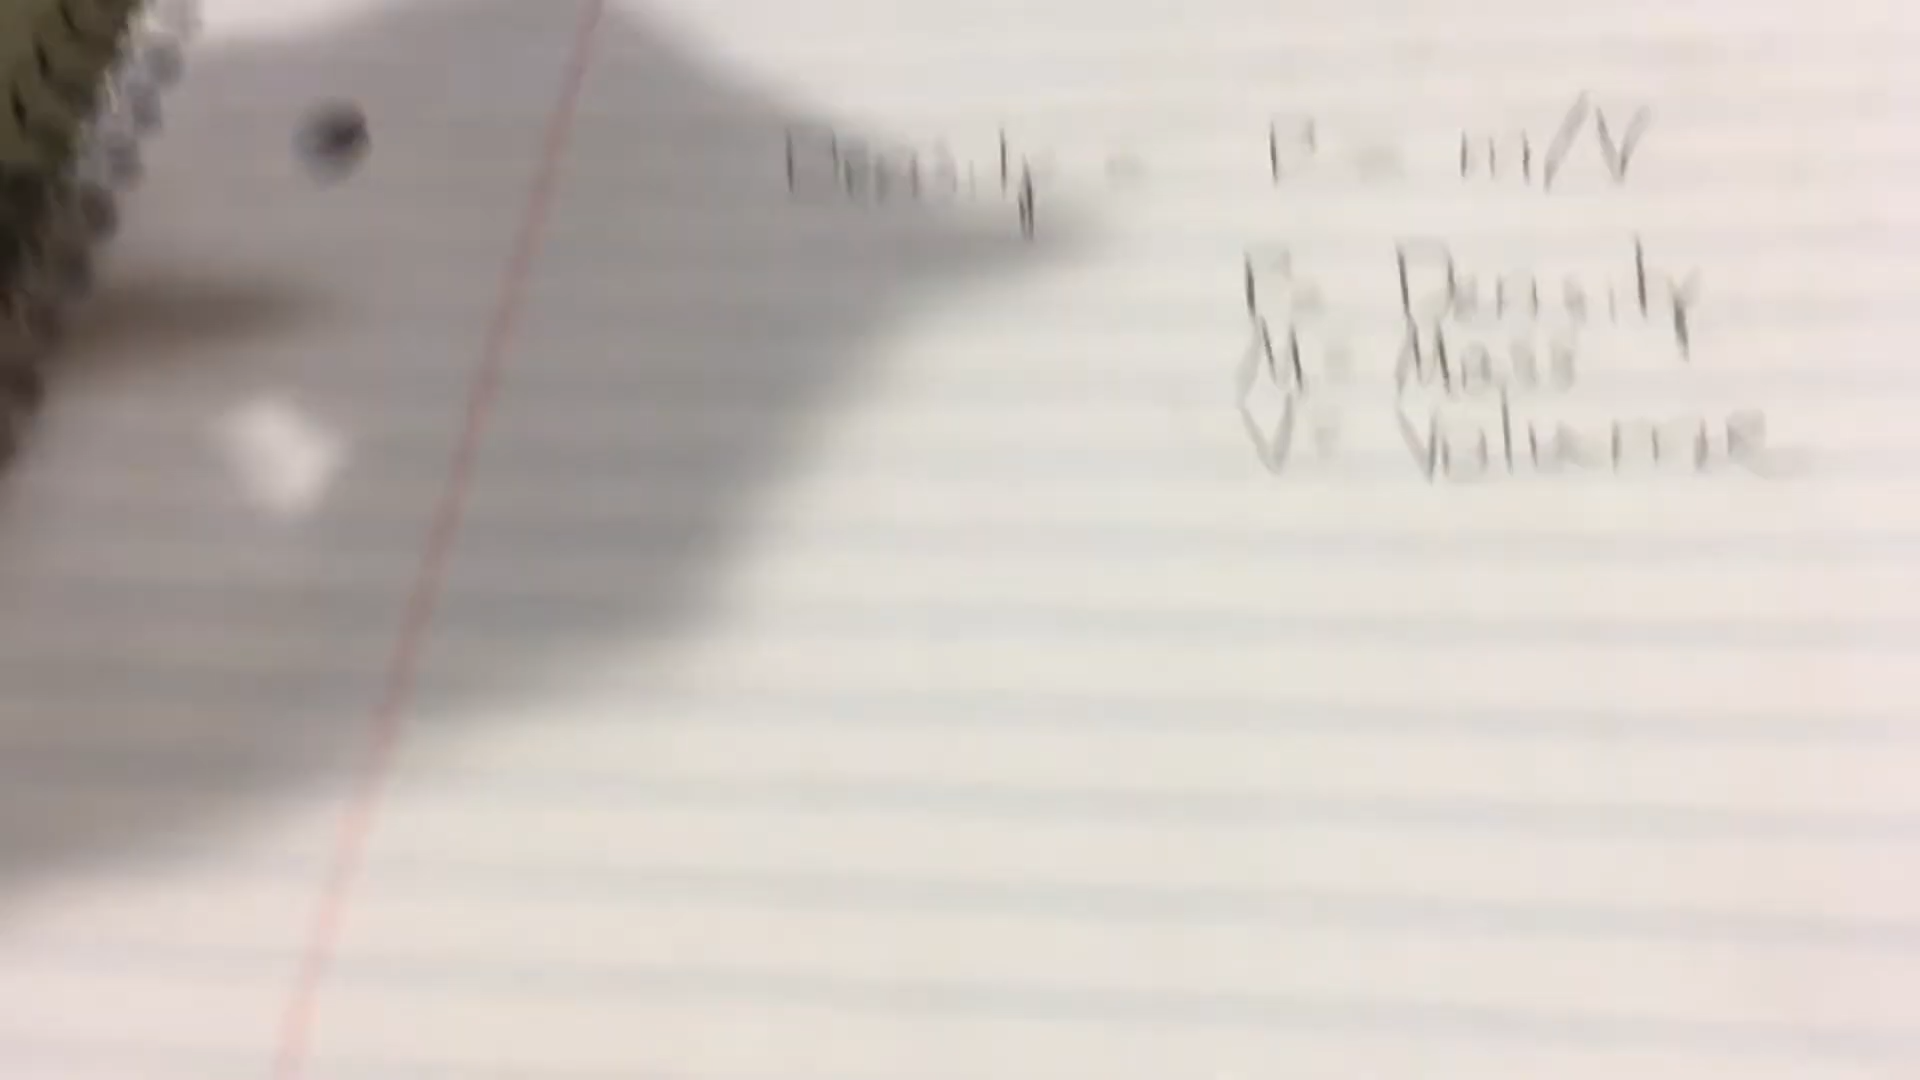 Density = P = m/V
P = Density
M = Mass
V = Volume